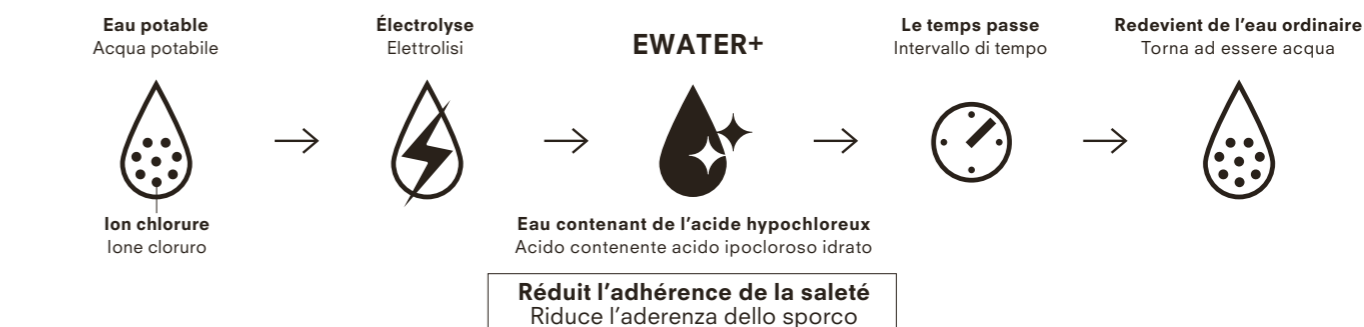 Eau potable
Acqua potabile
Électrolyse
Elettrolisi
EWATER+
Le temps passe
Intervallo di tempo
Redevient de l'eau ordinaire
Torna ad essere acqua
Ion chlorure
Ione cloruro
Eau contenant de l'acide hypochloreux
Acido contenente acido ipocloroso idrato
Réduit l'adhérence de la saleté
Riduce l'aderenza dello sporco